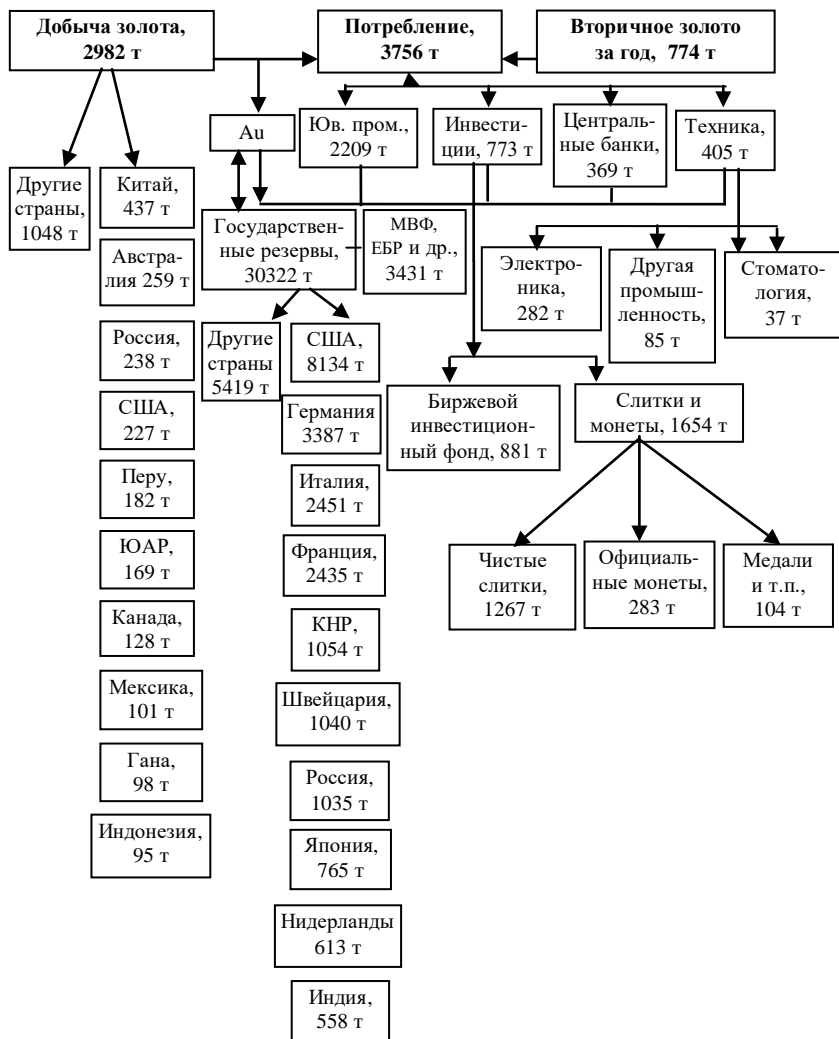 Добыча золота,
2982 т
Потребление,
3756 т
Вторичное золото
за год, 774 т
Au
Юв. пром.,
2209 т
Инвести-
ции, 773 т
Централь-
ные банки,
369 т
Техника,
405 т
Другие
страны,
1048 т
Китай,
437 т
Австра-
лия 259 т
Россия,
238 т
США,
227 т
Перу,
182 т
ЮАР,
169 т
Канада,
128 т
Мексика,
101 т
Гана,
98 т
Индонезия,
95 т
Государствен-
ные резервы,
30322 т
МВФ,
ЕБР и др.,
3431 т
Другие
страны
5419 т
США,
8134 т
Германия
3387 т
Италия,
2451 т
Франция,
2435 т
КНР,
1054 т
Швейцария,
1040 т
Россия,
1035 т
Япония,
765 т
Нидерланды
613 т
Индия,
558 т
Электро-
ника,
282 т
Другая
промыш-
ленность,
85 т
Стомато-
логия,
37 т
Биржевой
инвестицион-
ный фонд, 881 т
Слитки и
монеты, 1654 т
Чистые
слитки,
1267 т
Официаль-
ные монеты,
283 т
Медали
и т.п.,
104 т